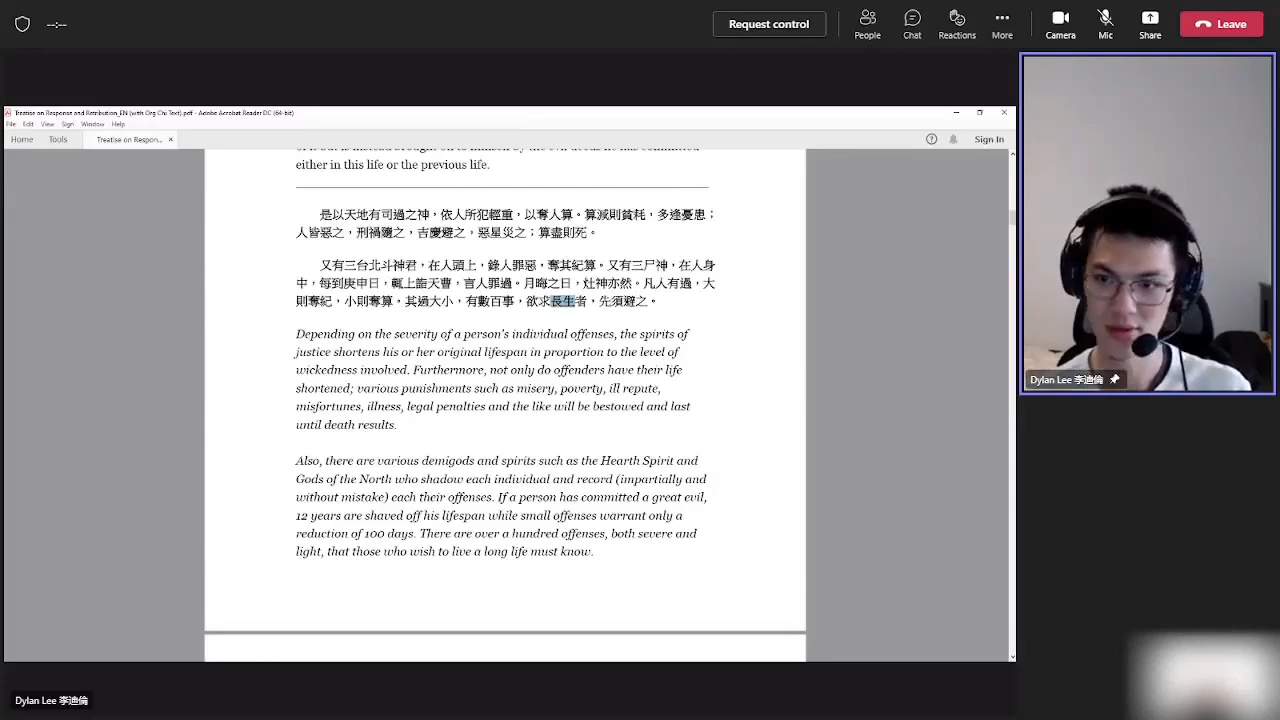 --:--
Request control
People
Chat
Reactions
More
Camera
Mic
Share
Leave
Treatise on Response and Retribution_EN (with Org Chi Text).pdf - Adobe Acrobat Reader DC (64-bit)
File Edit View Sign Window Help
Home Tools Treatise on Respon... × Sign In
either in this life or the previous life.
是以天地有司過之神，依人所犯輕重，以奪人算。算減則貧耗，多逢憂患；
人皆惡之，刑禍隨之，吉慶避之，惡星災之；算盡則死。
又有三台北斗神君，在人頭上，錄人罪惡，奪其紀算。又有三尸神，在人身
中，每到庚申日，輒上詣天曹，言人罪過。月晦之日，灶神亦然。凡人有過，大
則奪紀，小則奪算。其過大小，有數百事，欲求長生者，先須避之。
Depending on the severity of a person's individual offenses, the spirits of
justice shortens his or her original lifespan in proportion to the level of
wickedness involved. Furthermore, not only do offenders have their life
shortened; various punishments such as misery, poverty, ill repute,
misfortunes, illness, legal penalties and the like will be bestowed and last
until death results.
Also, there are various demigods and spirits such as the Hearth Spirit and
Gods of the North who shadow each individual and record (impartially and
without mistake) each their offenses. If a person has committed a great evil,
12 years are shaved off his lifespan while small offenses warrant only a
reduction of 100 days. There are over a hundred offenses, both severe and
light, that those who wish to live a long life must know.
Dylan Lee 李迪倫
Dylan Lee 李迪倫